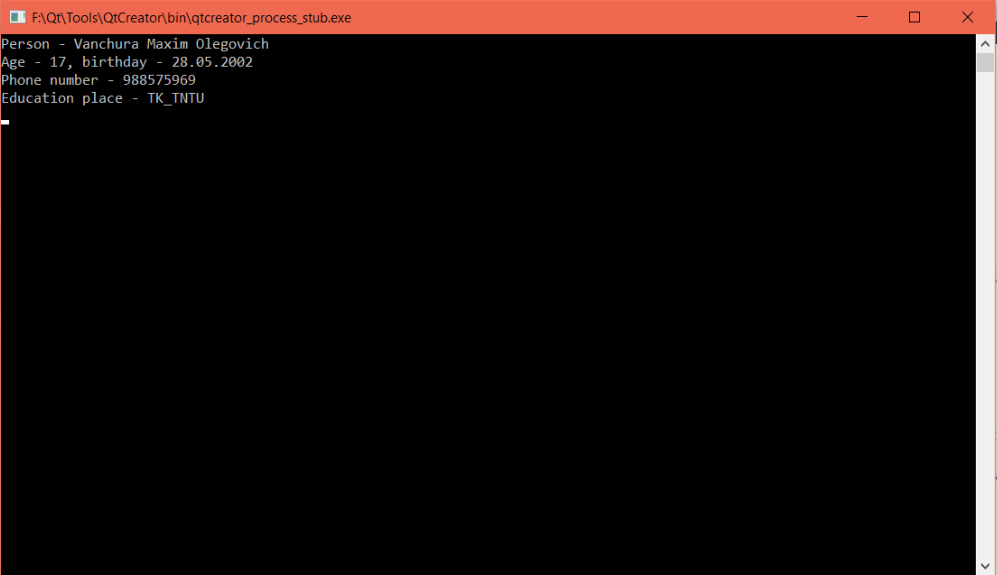 F:\Qt\Tools\QtCreator\bin\qtcreator_process_stub.exe
Person - Vanchura Maxim Olegovich
Age - 17, birthday - 28.05.2002
Phone number - 988575969
Education place - TK_TNTU